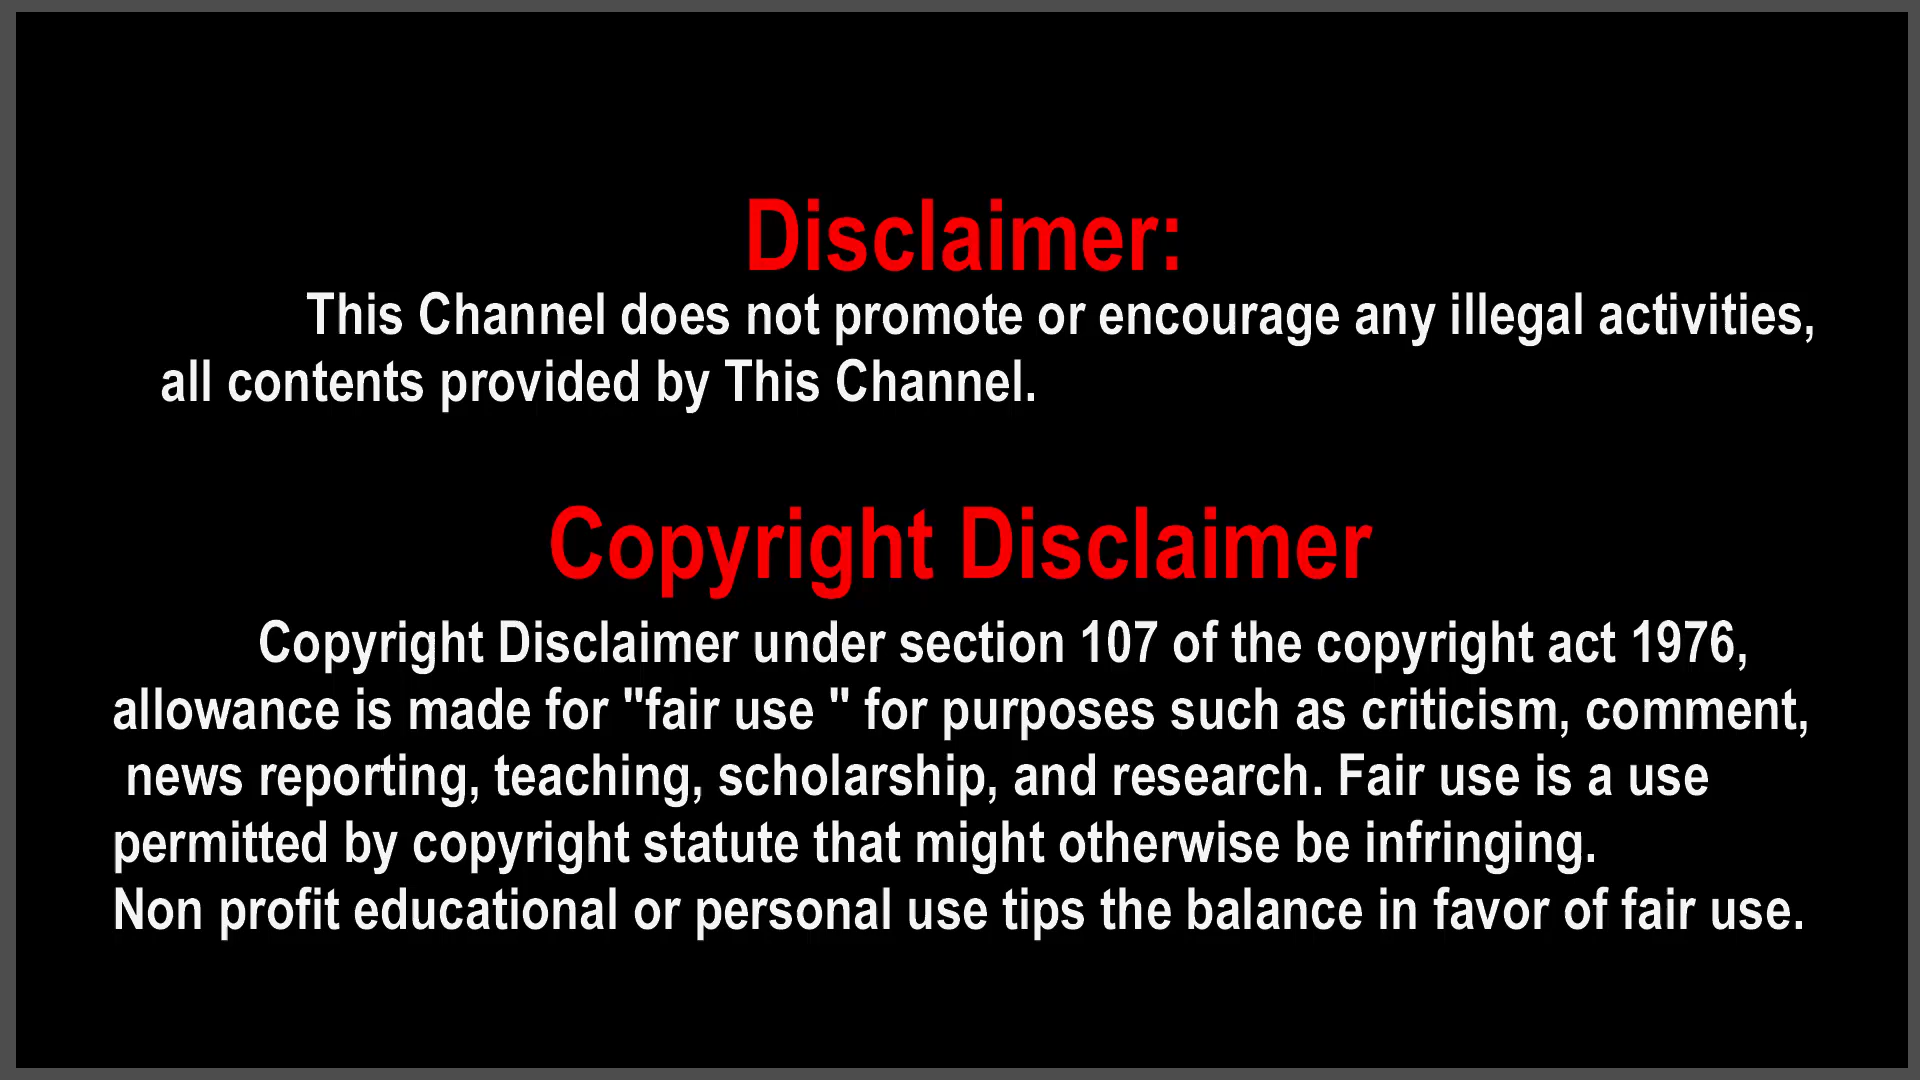 Disclaimer:
This Channel does not promote or encourage any illegal activities,
all contents provided by This Channel.
Copyright Disclaimer
Copyright Disclaimer under section 107 of the copyright act 1976,
allowance is made for "fair use " for purposes such as criticism, comment,
news reporting, teaching, scholarship, and research. Fair use is a use
permitted by copyright statute that might otherwise be infringing.
Non profit educational or personal use tips the balance in favor of fair use.